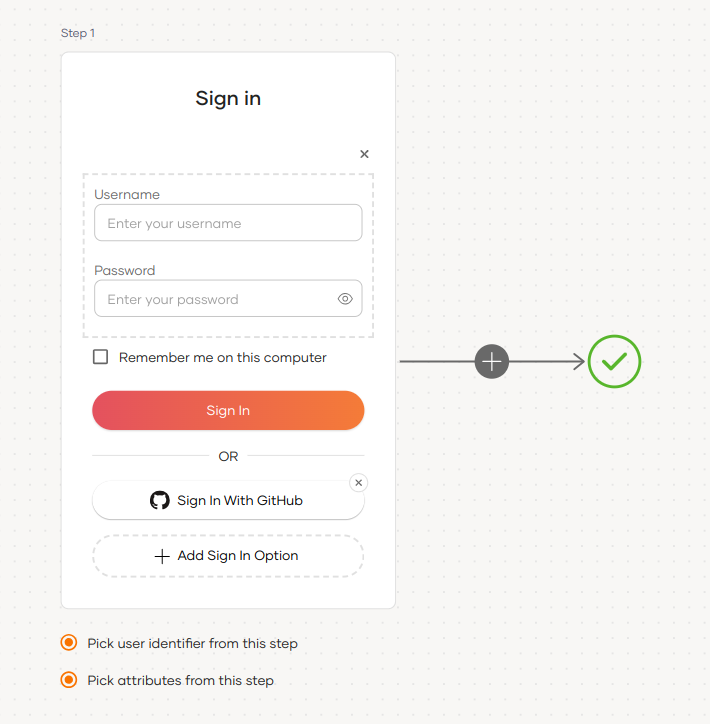 Step 1
Sign in
Username
Enter your username
Password
Enter your password
Remember me on this computer
Sign In
OR
Sign In With GitHub
Add Sign In Option
Pick user identifier from this step
Pick attributes from this step